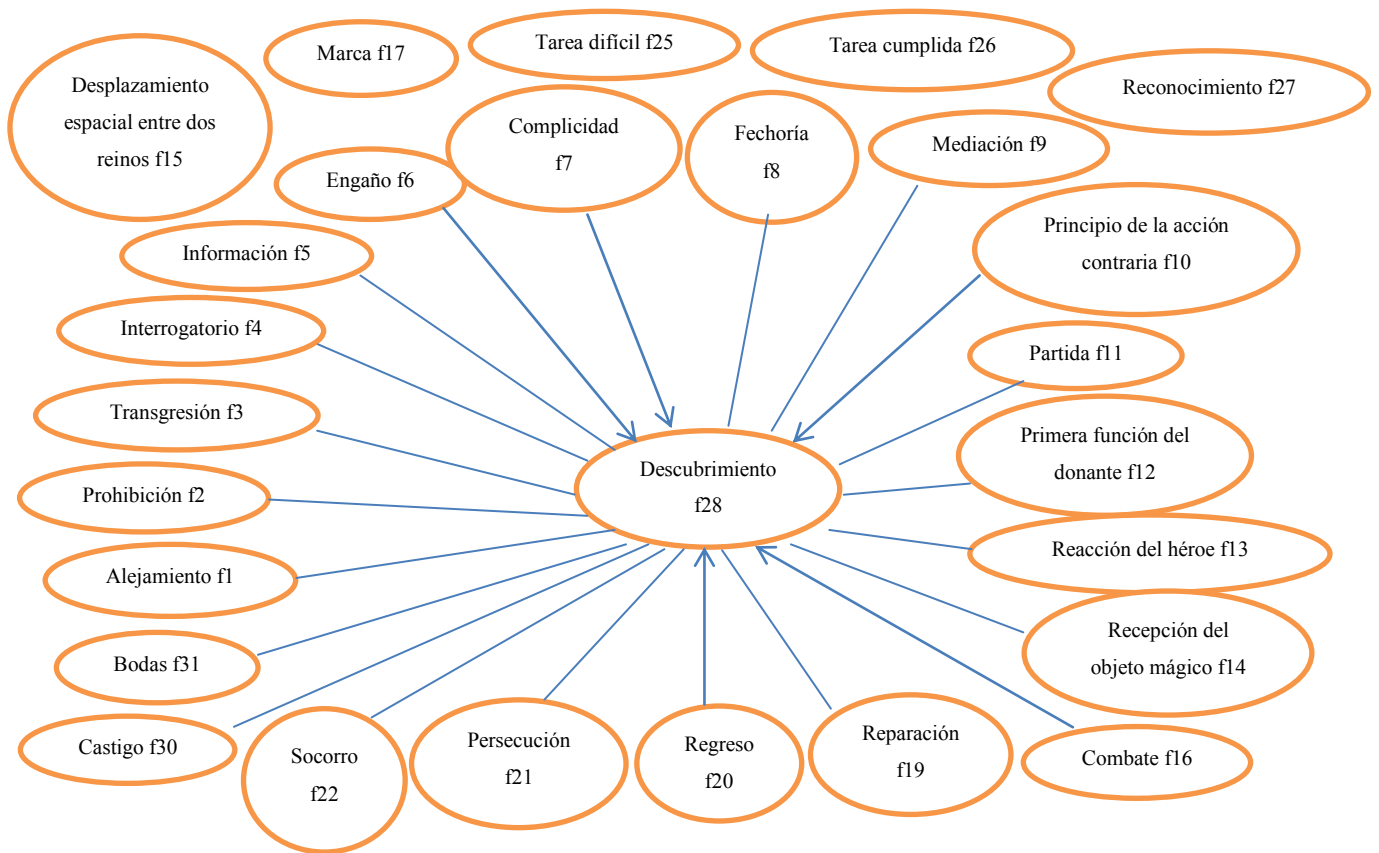 Marca f17
Tarea difícil f25
Tarea cumplida f26
Reconocimiento f27
Desplazamiento
espacial entre dos
reinos f15
Complicidad
f7
Fechoría
f8
Mediación f9
Engaño f6
Principio de la acción
contraria f10
Información f5
Interrogatorio f4
Partida f11
Transgresión f3
Primera función del
donante f12
Descubrimiento
f28
Prohibición f2
Reacción del héroe f13
Alejamiento f1
Recepción del
objeto mágico f14
Bodas f31
Castigo f30
Socorro
f22
Persecución
f21
Regreso
f20
Reparación
f19
Combate f16